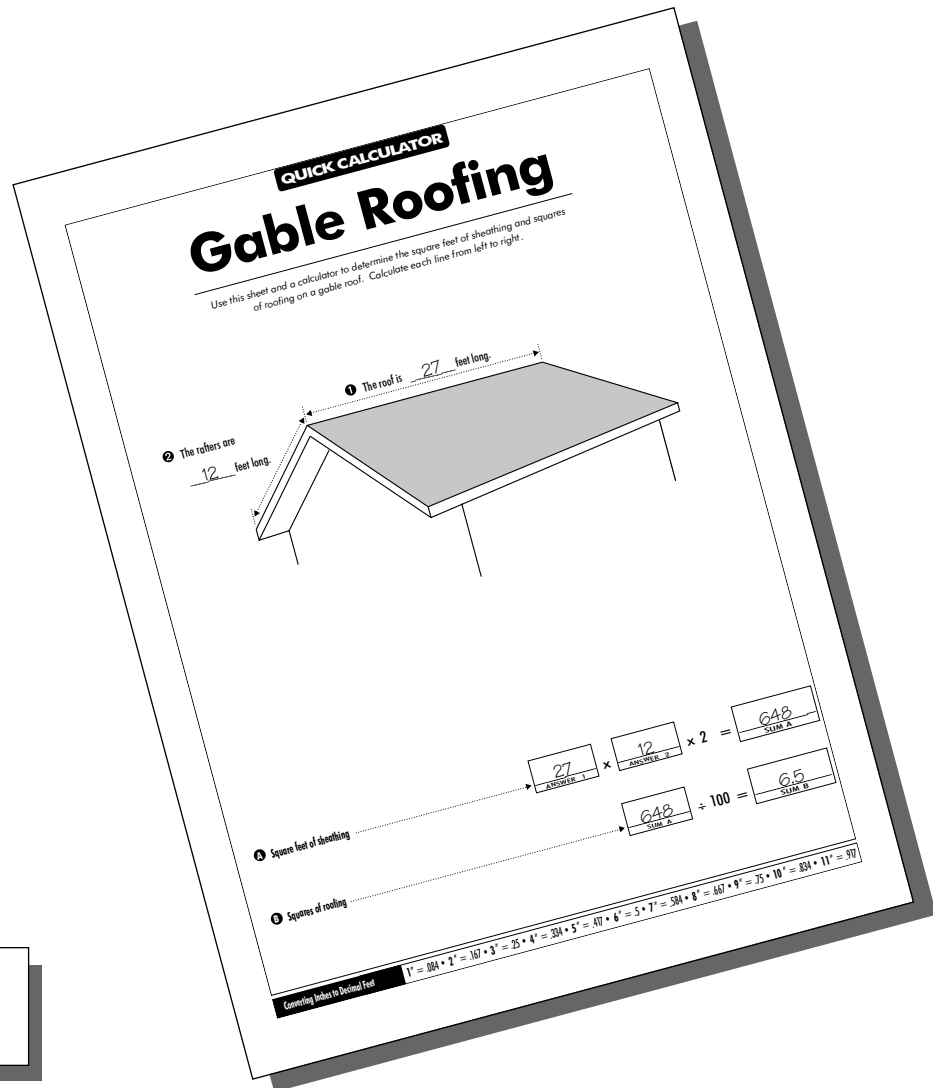 QUICK CALCULATOR
Gable Roofing
Use this sheet and a calculator to determine the square feet of sheathing and squares
of roofing on a gable roof. Calculate each line from left to right.
1 The roof is 27 feet long.
2 The rafters are
12 feet long.
A Square feet of sheathing 27 ANSWER 1 × 12 ANSWER 2 × 2 = 648 SUM A
B Squares of roofing 648 SUM A ÷ 100 = 6.5 SUM B
Converting Inches to Decimal Feet 1" = .084 • 2" = .167 • 3" = .25 • 4" = .334 • 5" = .417 • 6" = .5 • 7" = .584 • 8" = .667 • 9" = .75 • 10" = .834 • 11" = .917